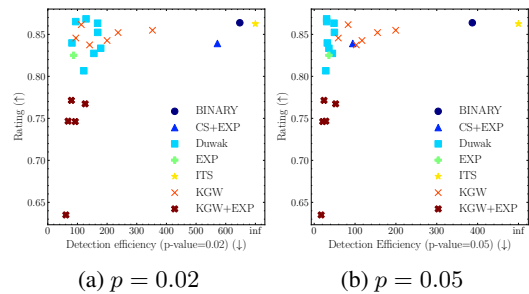 Rating (↑)
0.85
0.80
0.75
0.70
0.65
BINARY
CS+EXP
Duwak
EXP
ITS
KGW
KGW+EXP
0 100 200 300 400 500 600 inf
Detection efficiency (p-value=0.02) (↓)
(a) p = 0.02
Rating (↑)
0.85
0.80
0.75
0.70
0.65
BINARY
CS+EXP
Duwak
EXP
ITS
KGW
KGW+EXP
0 100 200 300 400 inf
Detection Efficiency (p-value=0.05) (↓)
(b) p = 0.05